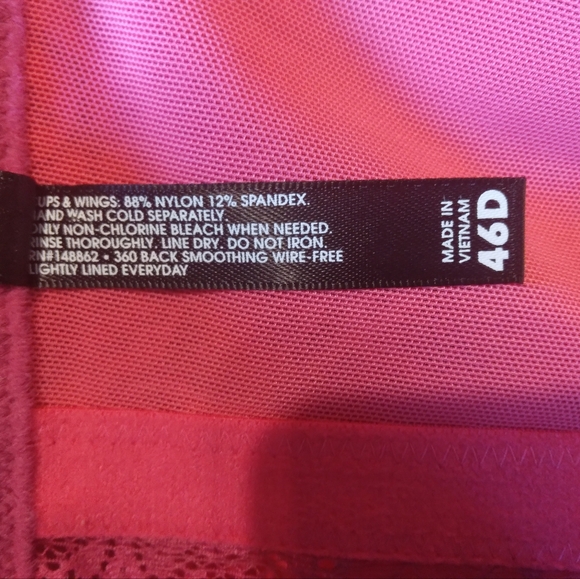 CUPS & WINGS: 88% NYLON 12% SPANDEX.
HAND WASH COLD SEPARATELY.
ONLY NON-CHLORINE BLEACH WHEN NEEDED.
RINSE THOROUGHLY. LINE DRY. DO NOT IRON.
RN#148862 • 360 BACK SMOOTHING WIRE-FREE
LIGHTLY LINED EVERYDAY
MADE IN
VIETNAM
46D